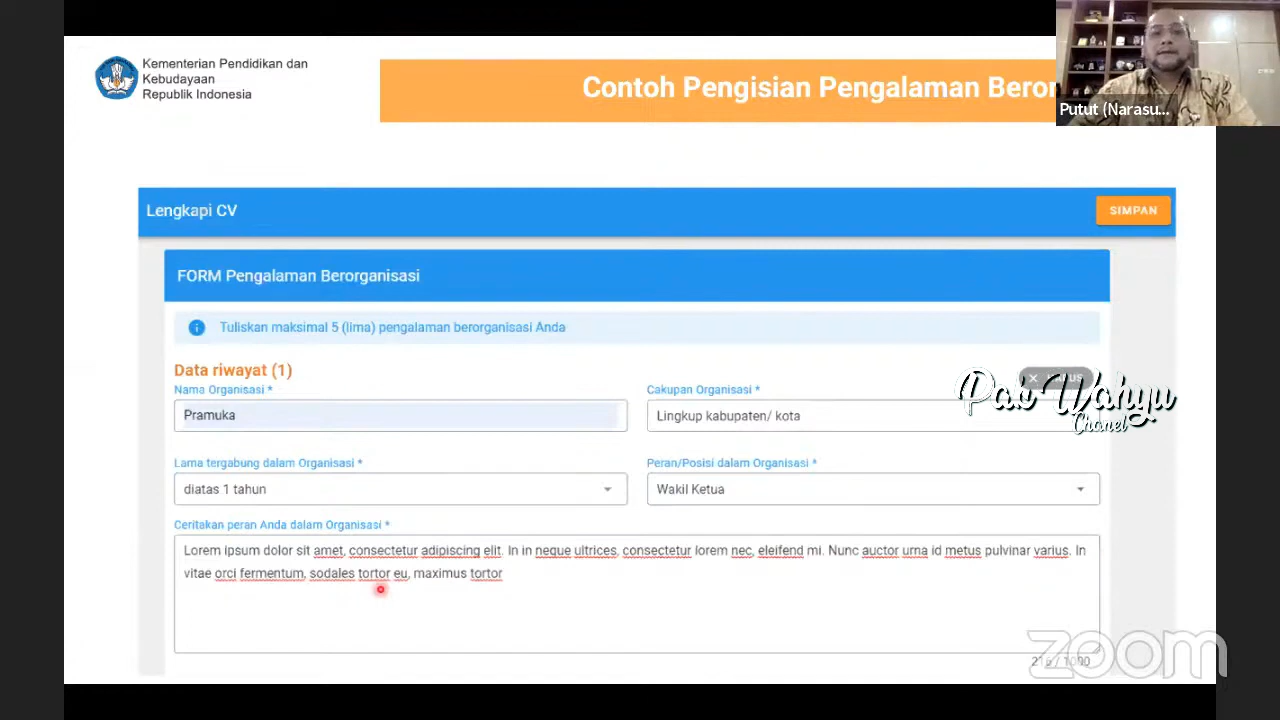 Kementerian Pendidikan dan
Kebudayaan
Republik Indonesia
Contoh Pengisian Pengalaman
Putut (Narasu...
Lengkapi CV
SIMPAN
FORM Pengalaman Berorganisasi
Tuliskan maksimal 5 (lima) pengalaman berorganisasi Anda
Data riwayat (1)
Nama Organisasi *
Cakupan Organisasi *
Pak Wahyu
Chanel
Pramuka
Lingkup kabupaten/ kota
Lama tergabung dalam Organisasi *
Peran/Posisi dalam Organisasi *
diatas 1 tahun
Wakil Ketua
Ceritakan peran Anda dalam Organisasi *
Lorem ipsum dolor sit amet, consectetur adipiscing elit. In in neque ultrices, consectetur lorem nec, eleifend mi. Nunc auctor urna id metus pulvinar varius. In
vitae orci fermentum, sodales tortor eu, maximus tortor
/ 1000
zoom